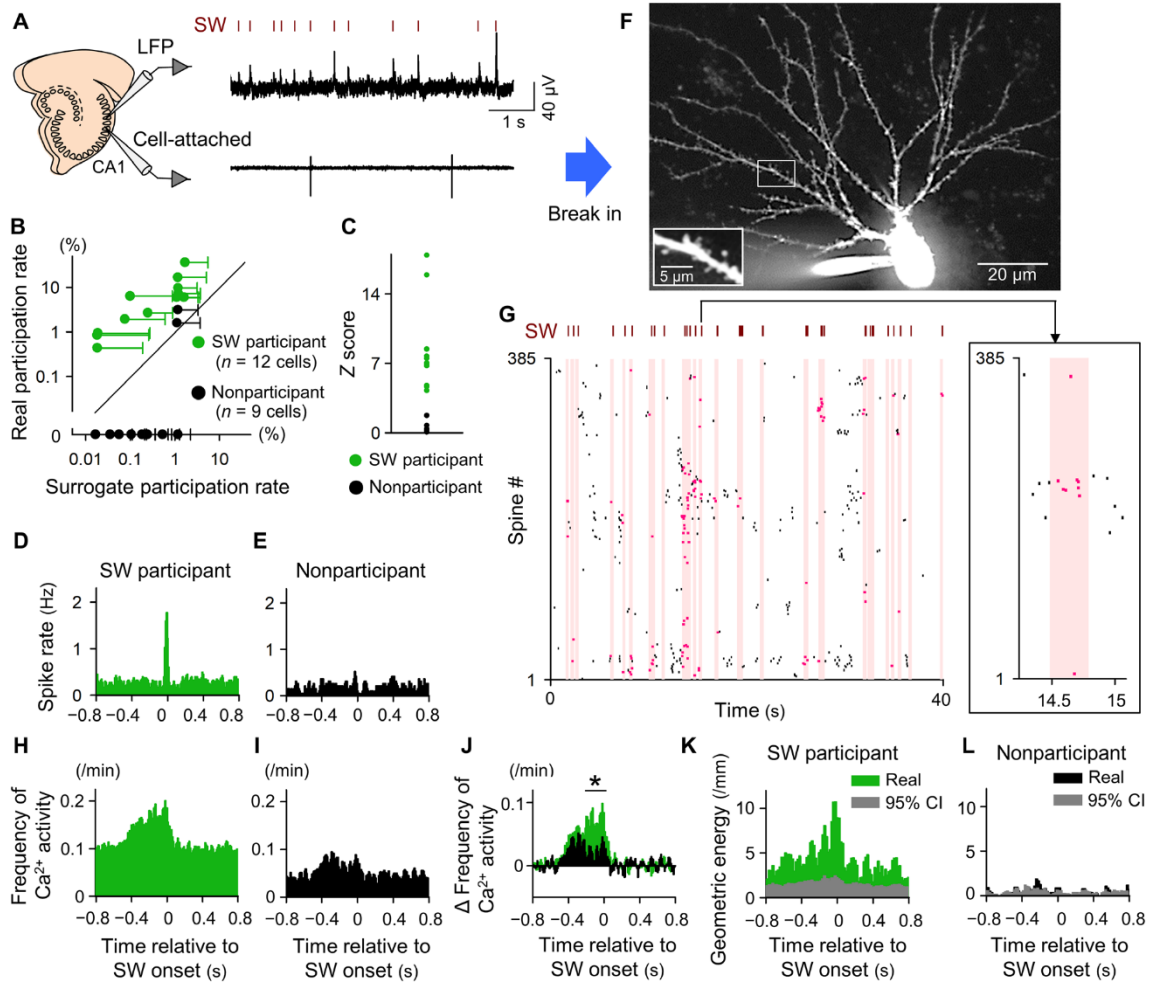 A
SW
LFP
40 µV
1 s
Cell-attached
CA1
Break in
F
5 µm
20 µm
B
(%)
Real participation rate
10
1
0.1
0
SW participant
(n = 12 cells)
Nonparticipant
(n = 9 cells)
(%)
0.01 0.1 1 10
Surrogate participation rate
C
Z score
14
7
0
SW participant
Nonparticipant
G
SW
385
Spine #
1
0 40
Time (s)
385
1
14.5 15
D
SW participant
Spike rate (Hz)
2
1
0
−0.8 −0.4 0 0.4 0.8
E
Nonparticipant
2
1
0
−0.8 −0.4 0 0.4 0.8
H
(/min)
Frequency of
Ca2+ activity
0.2
0.1
0
−0.8 −0.4 0 0.4 0.8
Time relative to
SW onset (s)
I
(/min)
0.2
0.1
0
−0.8 −0.4 0 0.4 0.8
Time relative to
SW onset (s)
J
(/min)
*
Δ Frequency of
Ca2+ activity
0.1
0
−0.8 −0.4 0 0.4 0.8
Time relative to
SW onset (s)
K
SW participant
Real
95% CI
Geometric energy (/mm)
10
5
0
−0.8 −0.4 0 0.4 0.8
Time relative to
SW onset (s)
L
Nonparticipant
Real
95% CI
10
5
0
−0.8 −0.4 0 0.4 0.8
Time relative to
SW onset (s)